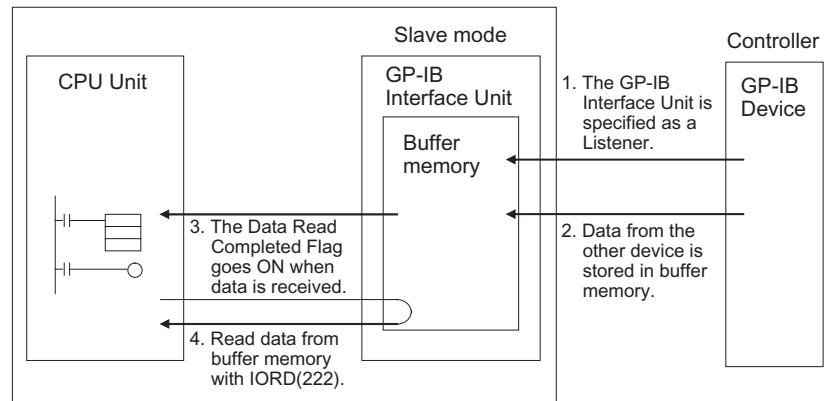 Slave mode
Controller
CPU Unit
GP-IB
Interface Unit
Buffer
memory
GP-IB
Device
1. The GP-IB
Interface Unit is
specified as a
Listener.
2. Data from the
other device is
stored in buffer
memory.
3. The Data Read
Completed Flag
goes ON when
data is received.
4. Read data from
buffer memory
with IORD(222).